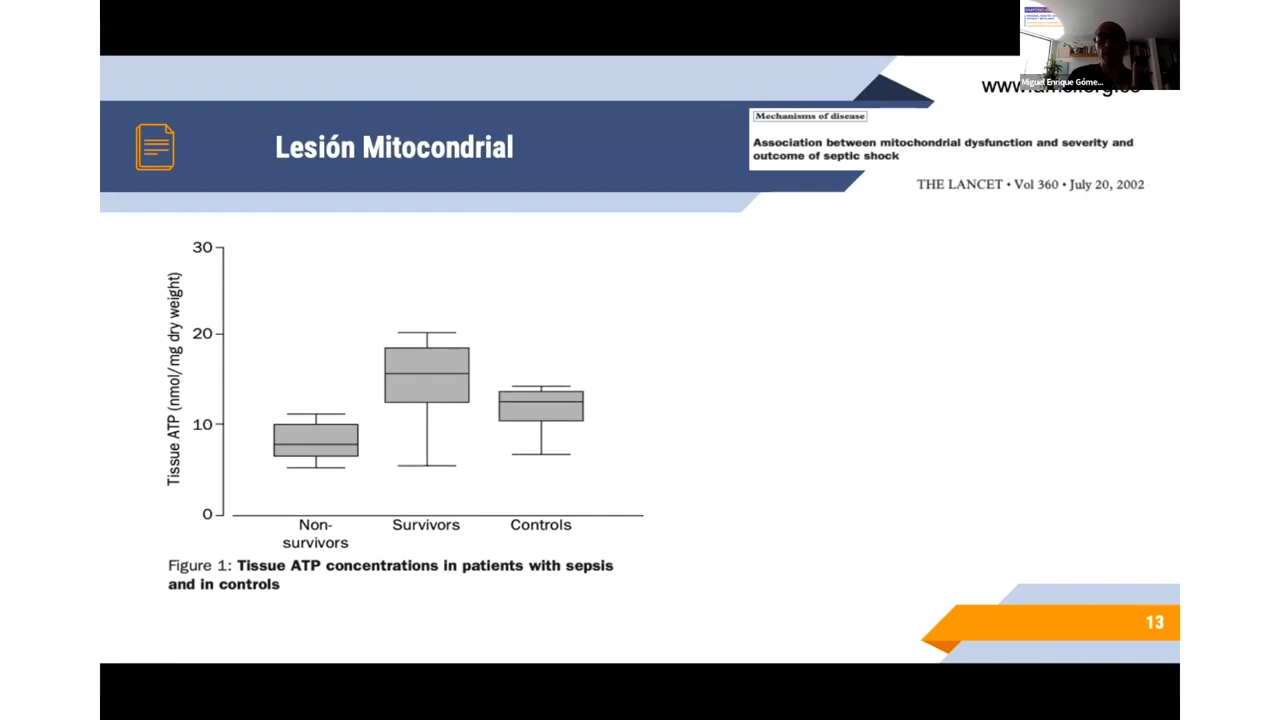 Miguel Enrique Góme...
Lesión Mitocondrial
Mechanisms of disease
Association between mitochondrial dysfunction and severity and
outcome of septic shock
THE LANCET • Vol 360 • July 20, 2002
Tissue ATP (nmol/mg dry weight)
30
20
10
0
Non-
survivors
Survivors
Controls
Figure 1: Tissue ATP concentrations in patients with sepsis
and in controls
13